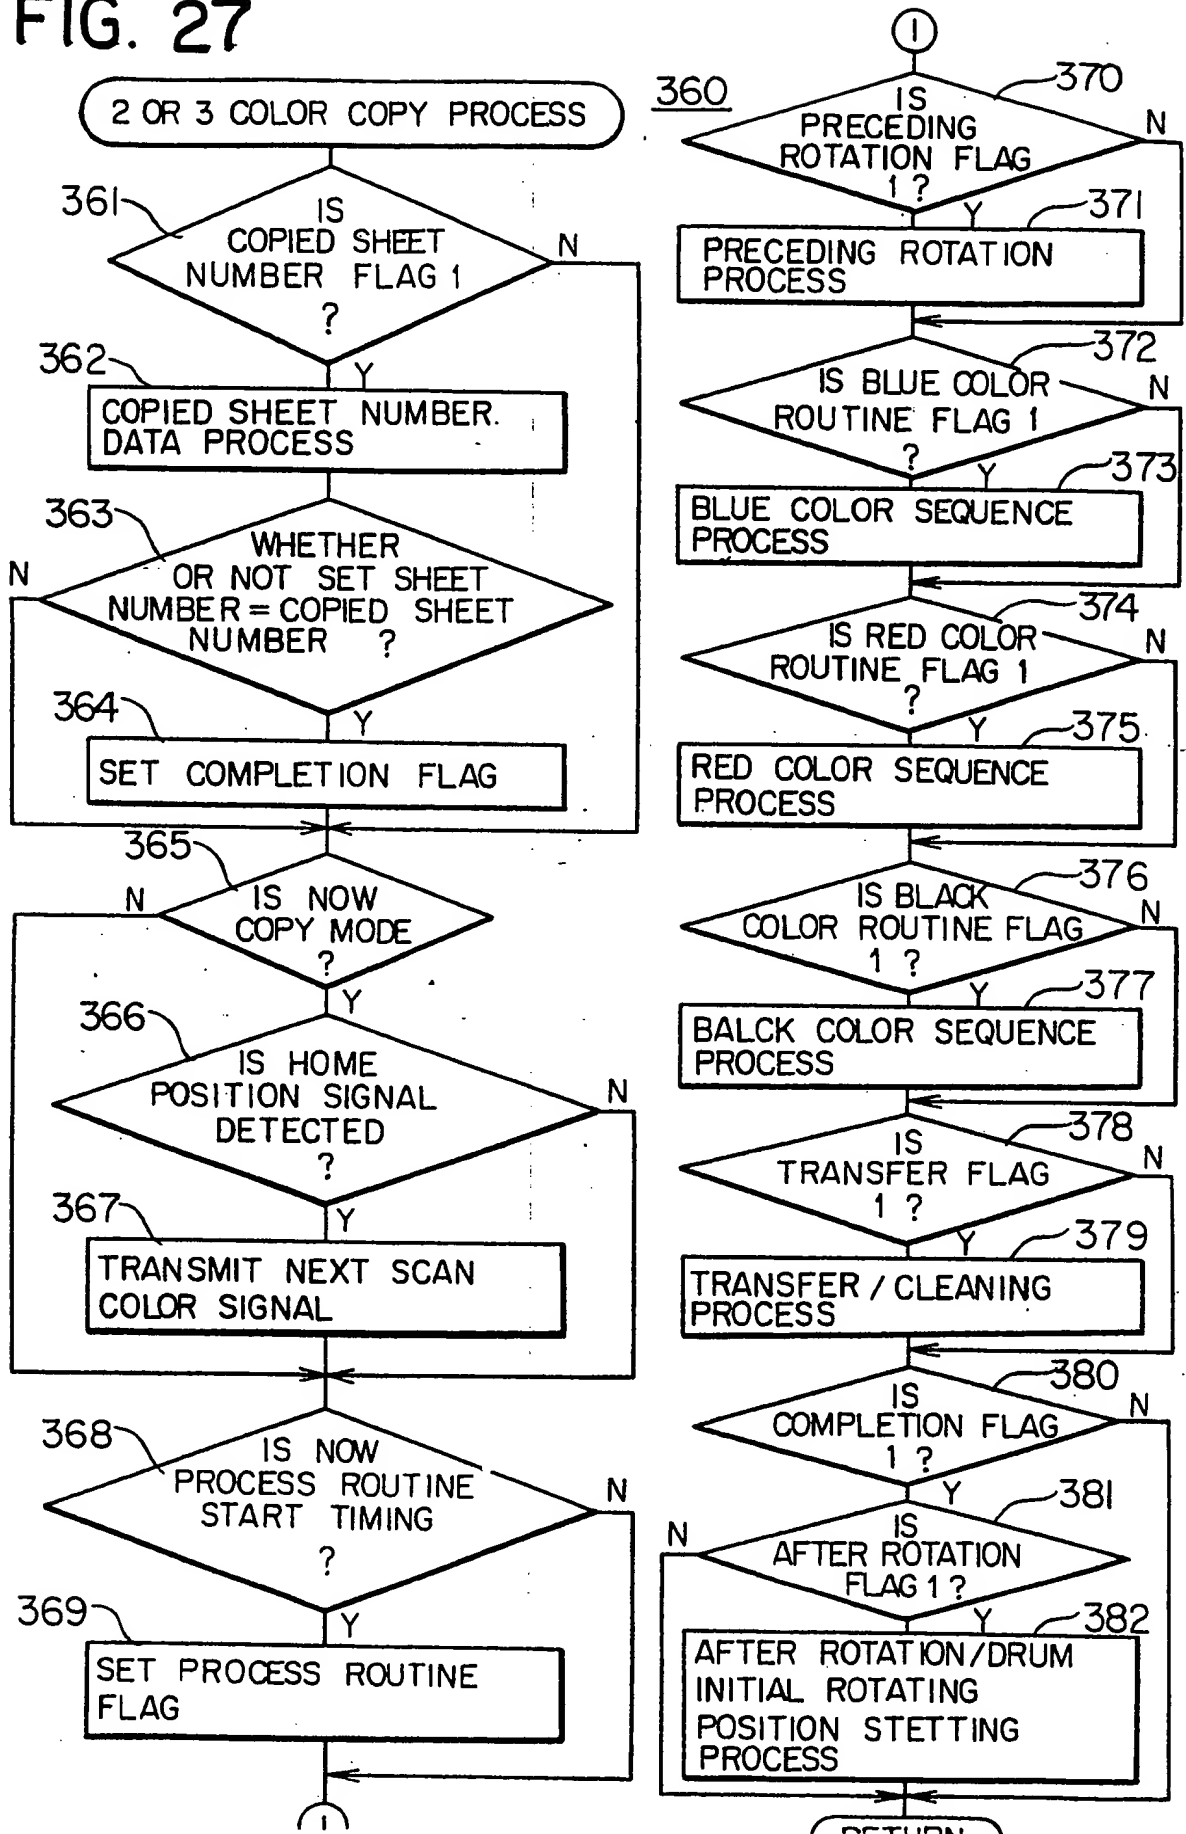 FIG. 27
2 OR 3 COLOR COPY PROCESS
361
IS
COPIED SHEET
NUMBER FLAG 1
?
N
Y
362
COPIED SHEET NUMBER.
DATA PROCESS
363
WHETHER
OR NOT SET SHEET
NUMBER = COPIED SHEET
NUMBER ?
N
Y
364
SET COMPLETION FLAG
365
IS NOW
COPY MODE
?
N
Y
366
IS HOME
POSITION SIGNAL
DETECTED
?
N
Y
367
TRANSMIT NEXT SCAN
COLOR SIGNAL
368
IS NOW
PROCESS ROUTINE
START TIMING
?
N
Y
369
SET PROCESS ROUTINE
FLAG
1
1
360
370
IS
PRECEDING
ROTATION FLAG
1 ?
N
Y
371
PRECEDING ROTATION
PROCESS
372
IS BLUE COLOR
ROUTINE FLAG 1
?
N
Y
373
BLUE COLOR SEQUENCE
PROCESS
374
IS RED COLOR
ROUTINE FLAG 1
?
N
Y
375
RED COLOR SEQUENCE
PROCESS
376
IS BLACK
COLOR ROUTINE FLAG
1 ?
N
Y
377
BALCK COLOR SEQUENCE
PROCESS
378
IS
TRANSFER FLAG
1 ?
N
Y
379
TRANSFER / CLEANING
PROCESS
380
IS
COMPLETION FLAG
1 ?
N
Y
381
IS
AFTER ROTATION
FLAG 1 ?
N
Y
382
AFTER ROTATION/DRUM
INITIAL ROTATING
POSITION STETTING
PROCESS
RETURN